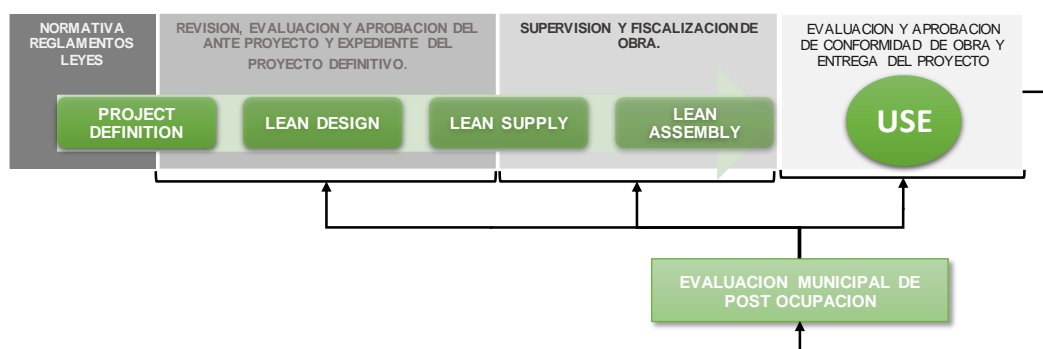 NORMATIVA
REGLAMENTOS
LEYES
REVISION, EVALUACION Y APROBACION DEL
ANTE PROYECTO Y EXPEDIENTE DEL
PROYECTO DEFINITIVO.
SUPERVISION Y FISCALIZACION DE
OBRA.
EVALUACION Y APROBACION
DE CONFORMIDAD DE OBRA Y
ENTREGA DEL PROYECTO
PROJECT
DEFINITION
LEAN DESIGN
LEAN SUPPLY
LEAN
ASSEMBLY
USE
EVALUACION MUNICIPAL DE
POST OCUPACION